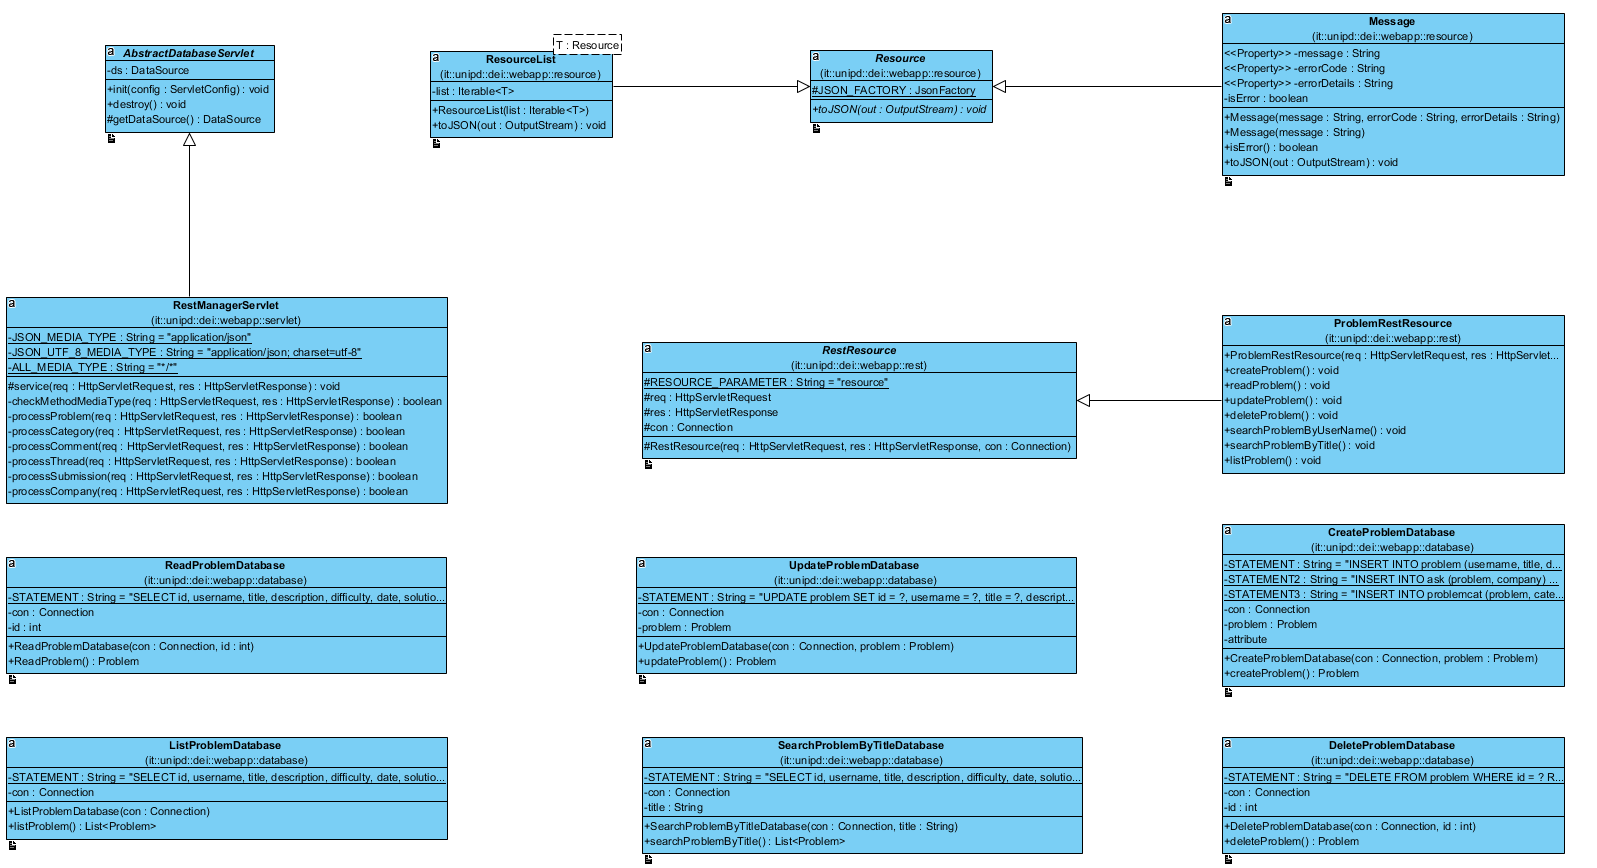 a AbstractDatabaseServlet
-ds : DataSource
+init(config : ServletConfig) : void
+destroy() : void
#getDataSource() : DataSource
T : Resource
a ResourceList
(it::unipd::dei::webapp::resource)
-list : Iterable<T>
+ResourceList(list : Iterable<T>)
+toJSON(out : OutputStream) : void
a Resource
(it::unipd::dei::webapp::resource)
#JSON_FACTORY : JsonFactory
+toJSON(out : OutputStream) : void
a Message
(it::unipd::dei::webapp::resource)
<<Property>> -message : String
<<Property>> -errorCode : String
<<Property>> -errorDetails : String
-isError : boolean
+Message(message : String, errorCode : String, errorDetails : String)
+Message(message : String)
+isError() : boolean
+toJSON(out : OutputStream) : void
a RestManagerServlet
(it::unipd::dei::webapp::servlet)
-JSON_MEDIA_TYPE : String = "application/json"
-JSON_UTF_8_MEDIA_TYPE : String = "application/json; charset=utf-8"
-ALL_MEDIA_TYPE : String = "*/*"
#service(req : HttpServletRequest, res : HttpServletResponse) : void
-checkMethodMediaType(req : HttpServletRequest, res : HttpServletResponse) : boolean
-processProblem(req : HttpServletRequest, res : HttpServletResponse) : boolean
-processCategory(req : HttpServletRequest, res : HttpServletResponse) : boolean
-processComment(req : HttpServletRequest, res : HttpServletResponse) : boolean
-processThread(req : HttpServletRequest, res : HttpServletResponse) : boolean
-processSubmission(req : HttpServletRequest, res : HttpServletResponse) : boolean
-processCompany(req : HttpServletRequest, res : HttpServletResponse) : boolean
a RestResource
(it::unipd::dei::webapp::rest)
#RESOURCE_PARAMETER : String = "resource"
#req : HttpServletRequest
#res : HttpServletResponse
#con : Connection
#RestResource(req : HttpServletRequest, res : HttpServletResponse, con : Connection)
a ProblemRestResource
(it::unipd::dei::webapp::rest)
+ProblemRestResource(req : HttpServletRequest, res : HttpServlet...
+createProblem() : void
+readProblem() : void
+updateProblem() : void
+deleteProblem() : void
+searchProblemByUserName() : void
+searchProblemByTitle() : void
+listProblem() : void
a ReadProblemDatabase
(it::unipd::dei::webapp::database)
-STATEMENT : String = "SELECT id, username, title, description, difficulty, date, solutio...
-con : Connection
-id : int
+ReadProblemDatabase(con : Connection, id : int)
+ReadProblem() : Problem
a UpdateProblemDatabase
(it::unipd::dei::webapp::database)
-STATEMENT : String = "UPDATE problem SET id = ?, username = ?, title = ?, descript...
-con : Connection
-problem : Problem
+UpdateProblemDatabase(con : Connection, problem : Problem)
+updateProblem() : Problem
a CreateProblemDatabase
(it::unipd::dei::webapp::database)
-STATEMENT : String = "INSERT INTO problem (username, title, d...
-STATEMENT2 : String = "INSERT INTO ask (problem, company) ...
-STATEMENT3 : String = "INSERT INTO problemcat (problem, cate...
-con : Connection
-problem : Problem
-attribute
+CreateProblemDatabase(con : Connection, problem : Problem)
+createProblem() : Problem
a ListProblemDatabase
(it::unipd::dei::webapp::database)
-STATEMENT : String = "SELECT id, username, title, description, difficulty, date, solutio...
-con : Connection
+ListProblemDatabase(con : Connection)
+listProblem() : List<Problem>
a SearchProblemByTitleDatabase
(it::unipd::dei::webapp::database)
-STATEMENT : String = "SELECT id, username, title, description, difficulty, date, solutio...
-con : Connection
-title : String
+SearchProblemByTitleDatabase(con : Connection, title : String)
+searchProblemByTitle() : List<Problem>
a DeleteProblemDatabase
(it::unipd::dei::webapp::database)
-STATEMENT : String = "DELETE FROM problem WHERE id = ? R...
-con : Connection
-id : int
+DeleteProblemDatabase(con : Connection, id : int)
+deleteProblem() : Problem